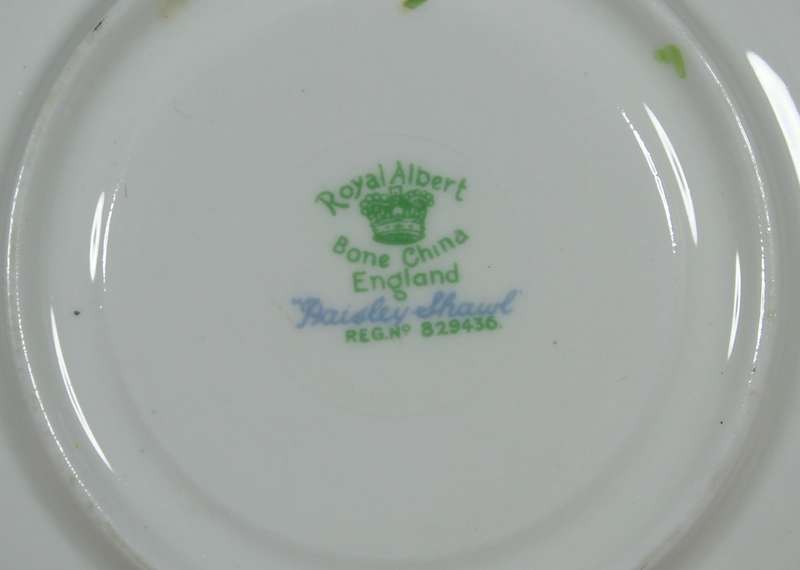 Royal Albert
Bone China
England
"Paisley Shawl"
REG.Nº 829436.